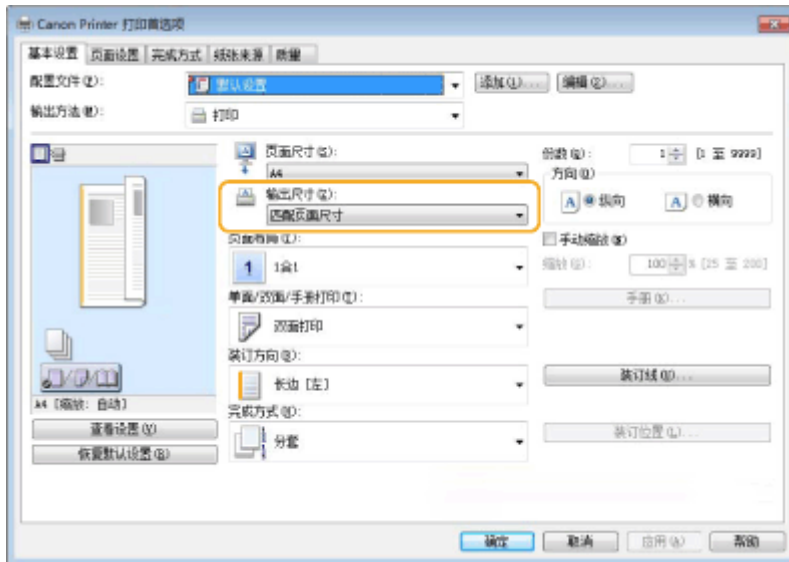 Canon Printer 打印首选项
基本设置 页面设置 完成方式 纸张来源 质量
配置文件(F): 默认设置 添加(1)... 编辑(2)...
输出方法(M): 打印
页面尺寸(S): 份数(C): 1 [1 至 9999]
A4 方向(O)
输出尺寸(Z): A 纵向 A 横向
匹配页面尺寸
页面布局(L): 手动缩放(N)
1 1合1 缩放(G): 100 % [25 至 200]
单面/双面/手册打印(T): 手册(K)...
双面打印
装订方向(B): 装订线(U)...
长边 [左]
A4 [缩放: 自动] 完成方式(H):
查看设置(V) 分套 装订位置(L)...
恢复默认设置(R)
确定 取消 应用(A) 帮助